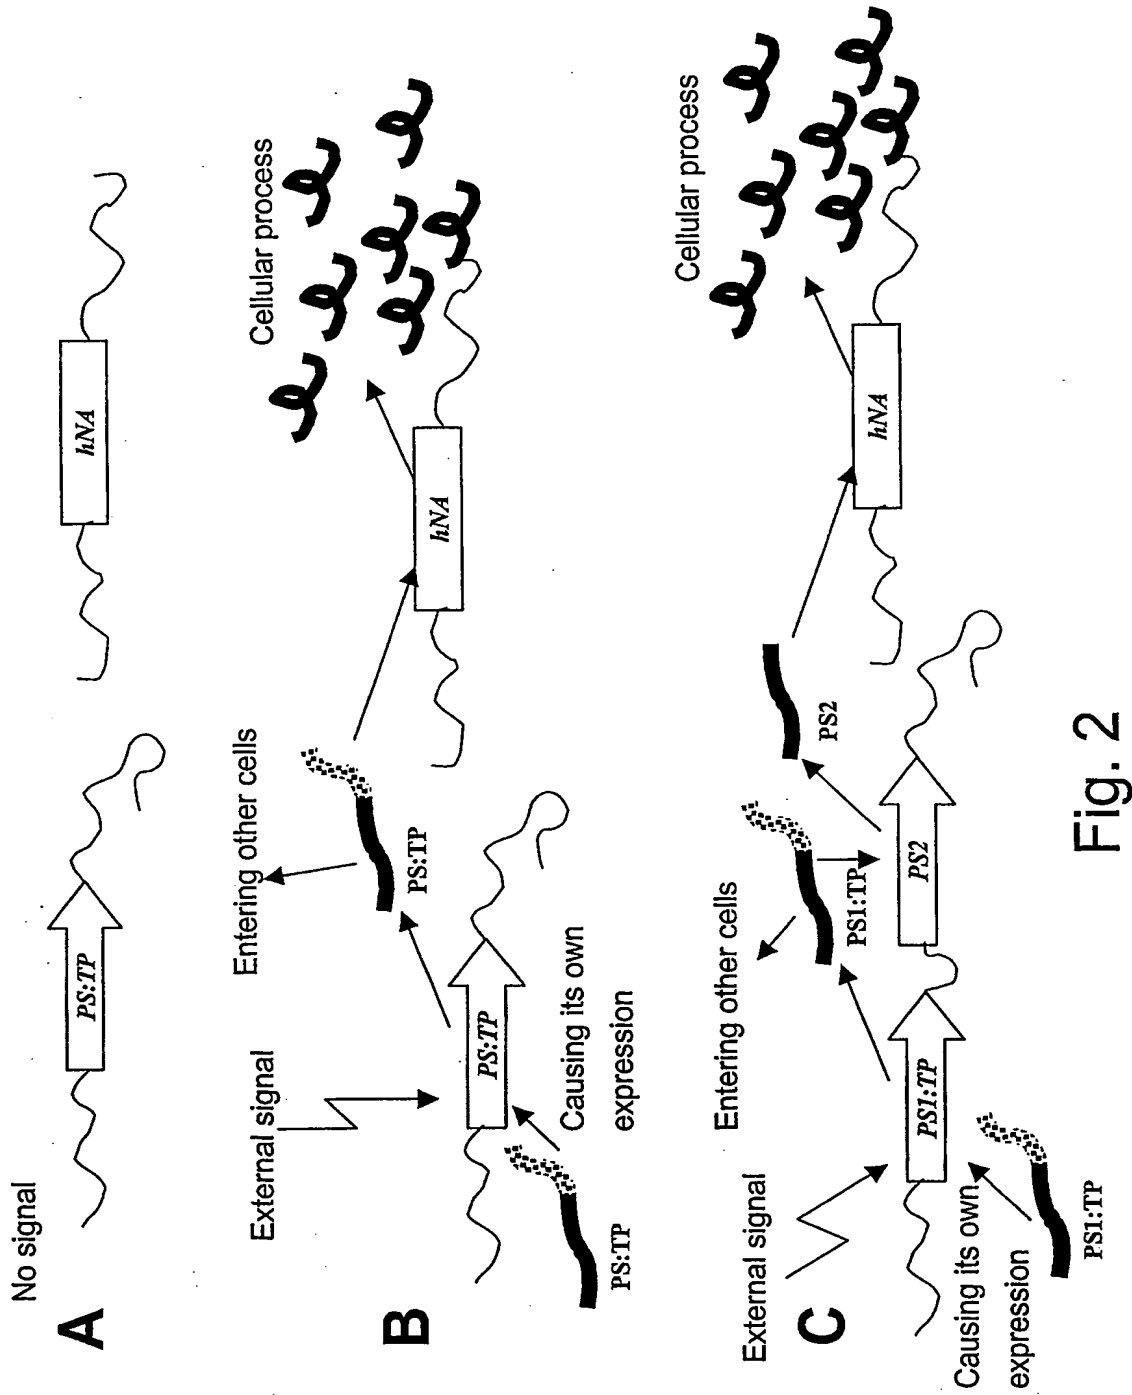 A
No signal
PS:TP
hNA
B
External signal
Entering other cells
Cellular process
PS:TP
PS:TP
hNA
PS:TP
Causing its own
expression
C
External signal
Entering other cells
Cellular process
PS1:TP
PS2
PS1:TP
PS2
hNA
Causing its own
expression
PS1:TP
Fig. 2